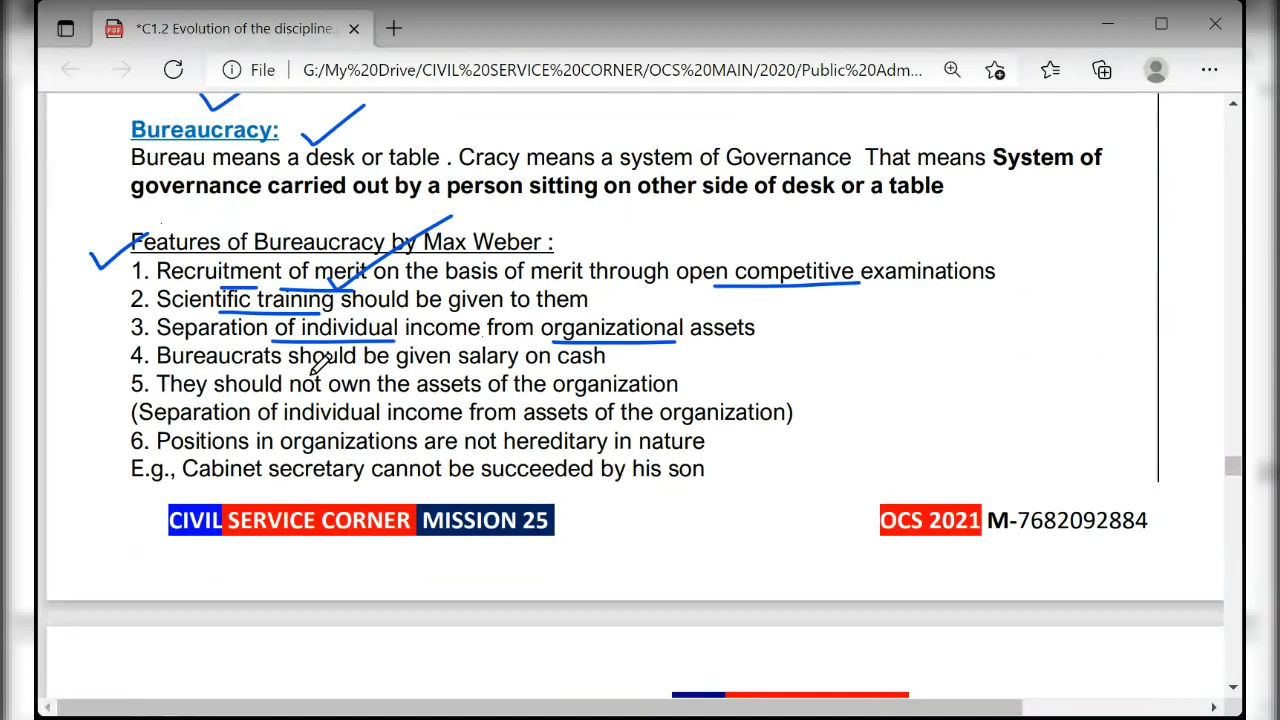 *C1.2 Evolution of the discipline.
File
G:/My%20Drive/CIVIL%20SERVICE%20CORNER/OCS%20MAIN/2020/Public%20Adm...
Bureaucracy:
Bureau means a desk or table . Cracy means a system of Governance That means System of
governance carried out by a person sitting on other side of desk or a table
Features of Bureaucracy by Max Weber :
1. Recruitment of merit on the basis of merit through open competitive examinations
2. Scientific training should be given to them
3. Separation of individual income from organizational assets
4. Bureaucrats should be given salary on cash
5. They should not own the assets of the organization
(Separation of individual income from assets of the organization)
6. Positions in organizations are not hereditary in nature
E.g., Cabinet secretary cannot be succeeded by his son
CIVIL SERVICE CORNER MISSION 25
OCS 2021 M-7682092884